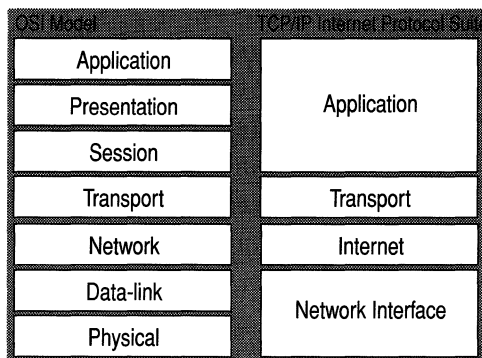 OSI Model
Application
Presentation
Session
Transport
Network
Data-link
Physical
TCP/IP Internet Protocol Suite
Application
Transport
Internet
Network Interface